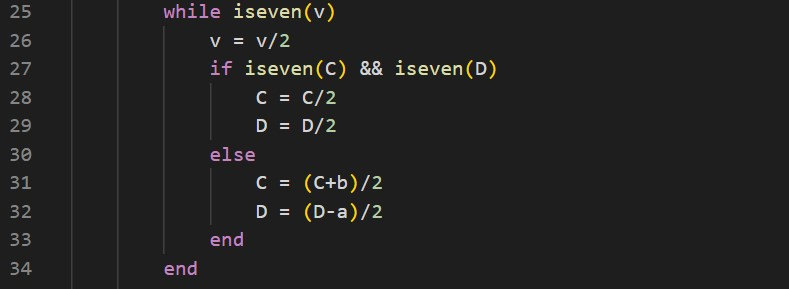 25 while iseven(v)
26 v = v/2
27 if iseven(C) && iseven(D)
28 C = C/2
29 D = D/2
30 else
31 C = (C+b)/2
32 D = (D-a)/2
33 end
34 end